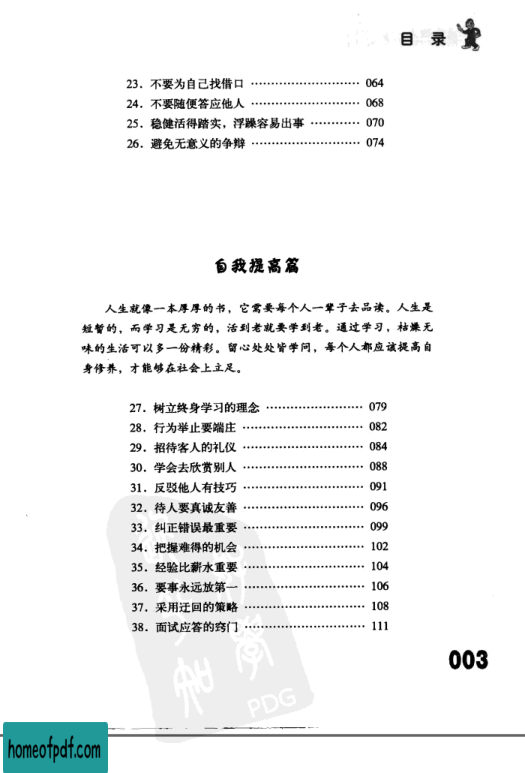 目 录
23．不要为自己找借口 ………………………… 064
24．不要随便答应他人 ………………………… 068
25．稳健活得踏实，浮躁容易出事 ………… 070
26．避免无意义的争辩 ………………………… 074
自我提高篇
人生就像一本厚厚的书，它需要每个人一辈子去品读。人生是
短暂的，而学习是无穷的，活到老就要学到老。通过学习，枯燥无
味的生活可以多一份精彩。留心处处皆学问，每个人都应该提高自
身修养，才能够在社会上立足。
27．树立终身学习的理念 ……………………… 079
28．行为举止要端庄 …………………………… 082
29．招待客人的礼仪 …………………………… 084
30．学会去欣赏别人 …………………………… 088
31．反驳他人有技巧 …………………………… 091
32．待人要真诚友善 …………………………… 096
33．纠正错误最重要 …………………………… 099
34．把握难得的机会 …………………………… 102
35．经验比薪水重要 …………………………… 104
36．要事永远放第一 …………………………… 106
37．采用迂回的策略 …………………………… 108
38．面试应答的窍门 …………………………… 111
003
PDG
homeofpdf.com